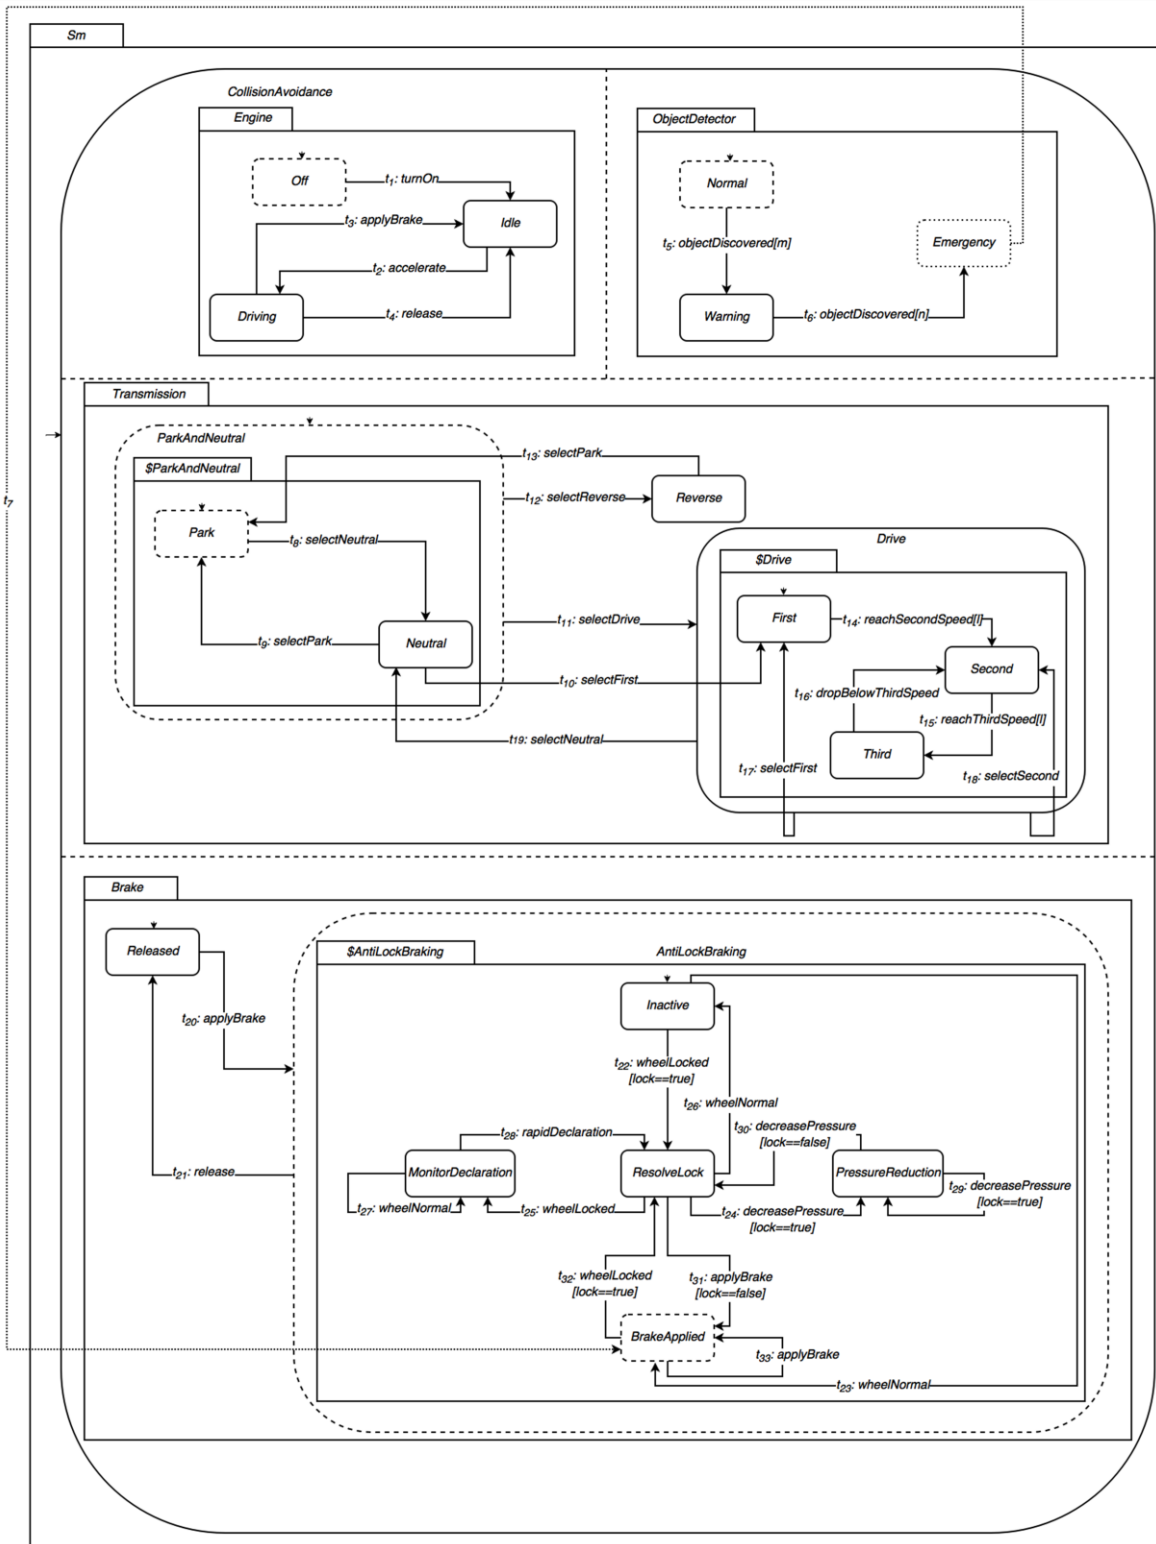 Sm
CollisionAvoidance
Engine
ObjectDetector
Off
t1: turnOn
Normal
t3: applyBrake
Idle
t5: objectDiscovered[m]
Emergency
t2: accelerate
Driving
t4: release
Warning
t6: objectDiscovered[n]
Transmission
ParkAndNeutral
t13: selectPark
$ParkAndNeutral
t12: selectReverse
Reverse
t7
Park
t8: selectNeutral
Drive
$Drive
First
t14: reachSecondSpeed[l]
t11: selectDrive
t9: selectPark
Neutral
Second
t10: selectFirst
t16: dropBelowThirdSpeed
t15: reachThirdSpeed[l]
t19: selectNeutral
Third
t17: selectFirst
t18: selectSecond
Brake
Released
$AntiLockBraking
AntiLockBraking
Inactive
t20: applyBrake
t22: wheelLocked
[lock==true]
t26: wheelNormal
t28: rapidDeclaration
t30: decreasePressure
[lock==false]
t21: release
MonitorDeclaration
ResolveLock
PressureReduction
t29: decreasePressure
[lock==true]
t27: wheelNormal
t25: wheelLocked
t24: decreasePressure
[lock==true]
t32: wheelLocked
[lock==true]
t31: applyBrake
[lock==false]
BrakeApplied
t33: applyBrake
t23: wheelNormal